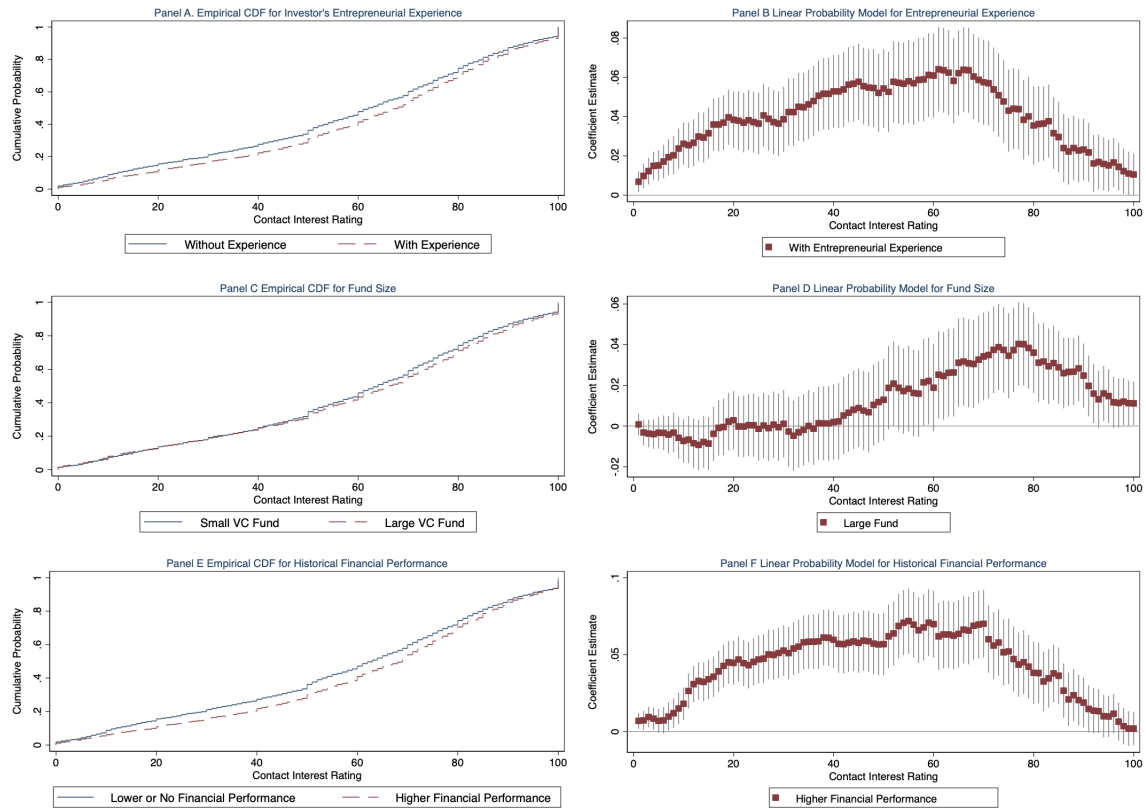 Panel A. Empirical CDF for Investor's Entrepreneurial Experience
Cumulative Probability
0 .2 .4 .6 .8 1
0 20 40 60 80 100
Contact Interest Rating
Without Experience With Experience
Panel B Linear Probability Model for Entrepreneurial Experience
Coefficient Estimate
0 .02 .04 .06 .08
0 20 40 60 80 100
Contact Interest Rating
With Entrepreneurial Experience
Panel C Empirical CDF for Fund Size
Cumulative Probability
0 .2 .4 .6 .8 1
0 20 40 60 80 100
Contact Interest Rating
Small VC Fund Large VC Fund
Panel D Linear Probability Model for Fund Size
Coefficient Estimate
-.02 0 .02 .04 .06
0 20 40 60 80 100
Contact Interest Rating
Large Fund
Panel E Empirical CDF for Historical Financial Performance
Cumulative Probability
0 .2 .4 .6 .8 1
0 20 40 60 80 100
Contact Interest Rating
Lower or No Financial Performance Higher Financial Performance
Panel F Linear Probability Model for Historical Financial Performance
Coefficient Estimate
0 .05 .1
0 20 40 60 80 100
Contact Interest Rating
Higher Financial Performance